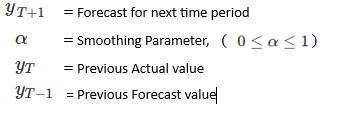 y_{T+1} = Forecast for next time period
α = Smoothing Parameter, ( 0 ≤ α ≤ 1)
y_T = Previous Actual value
y_{T−1} = Previous Forecast value